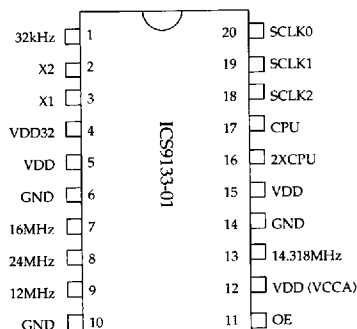 32kHz 1 20 SCLK0
X2 2 19 SCLK1
X1 3 18 SCLK2
VDD32 4 17 CPU
VDD 5 16 2XCPU
GND 6 15 VDD
16MHz 7 14 GND
24MHz 8 13 14.318MHz
12MHz 9 12 VDD (VCCA)
GND 10 11 OE
ICS9133-01